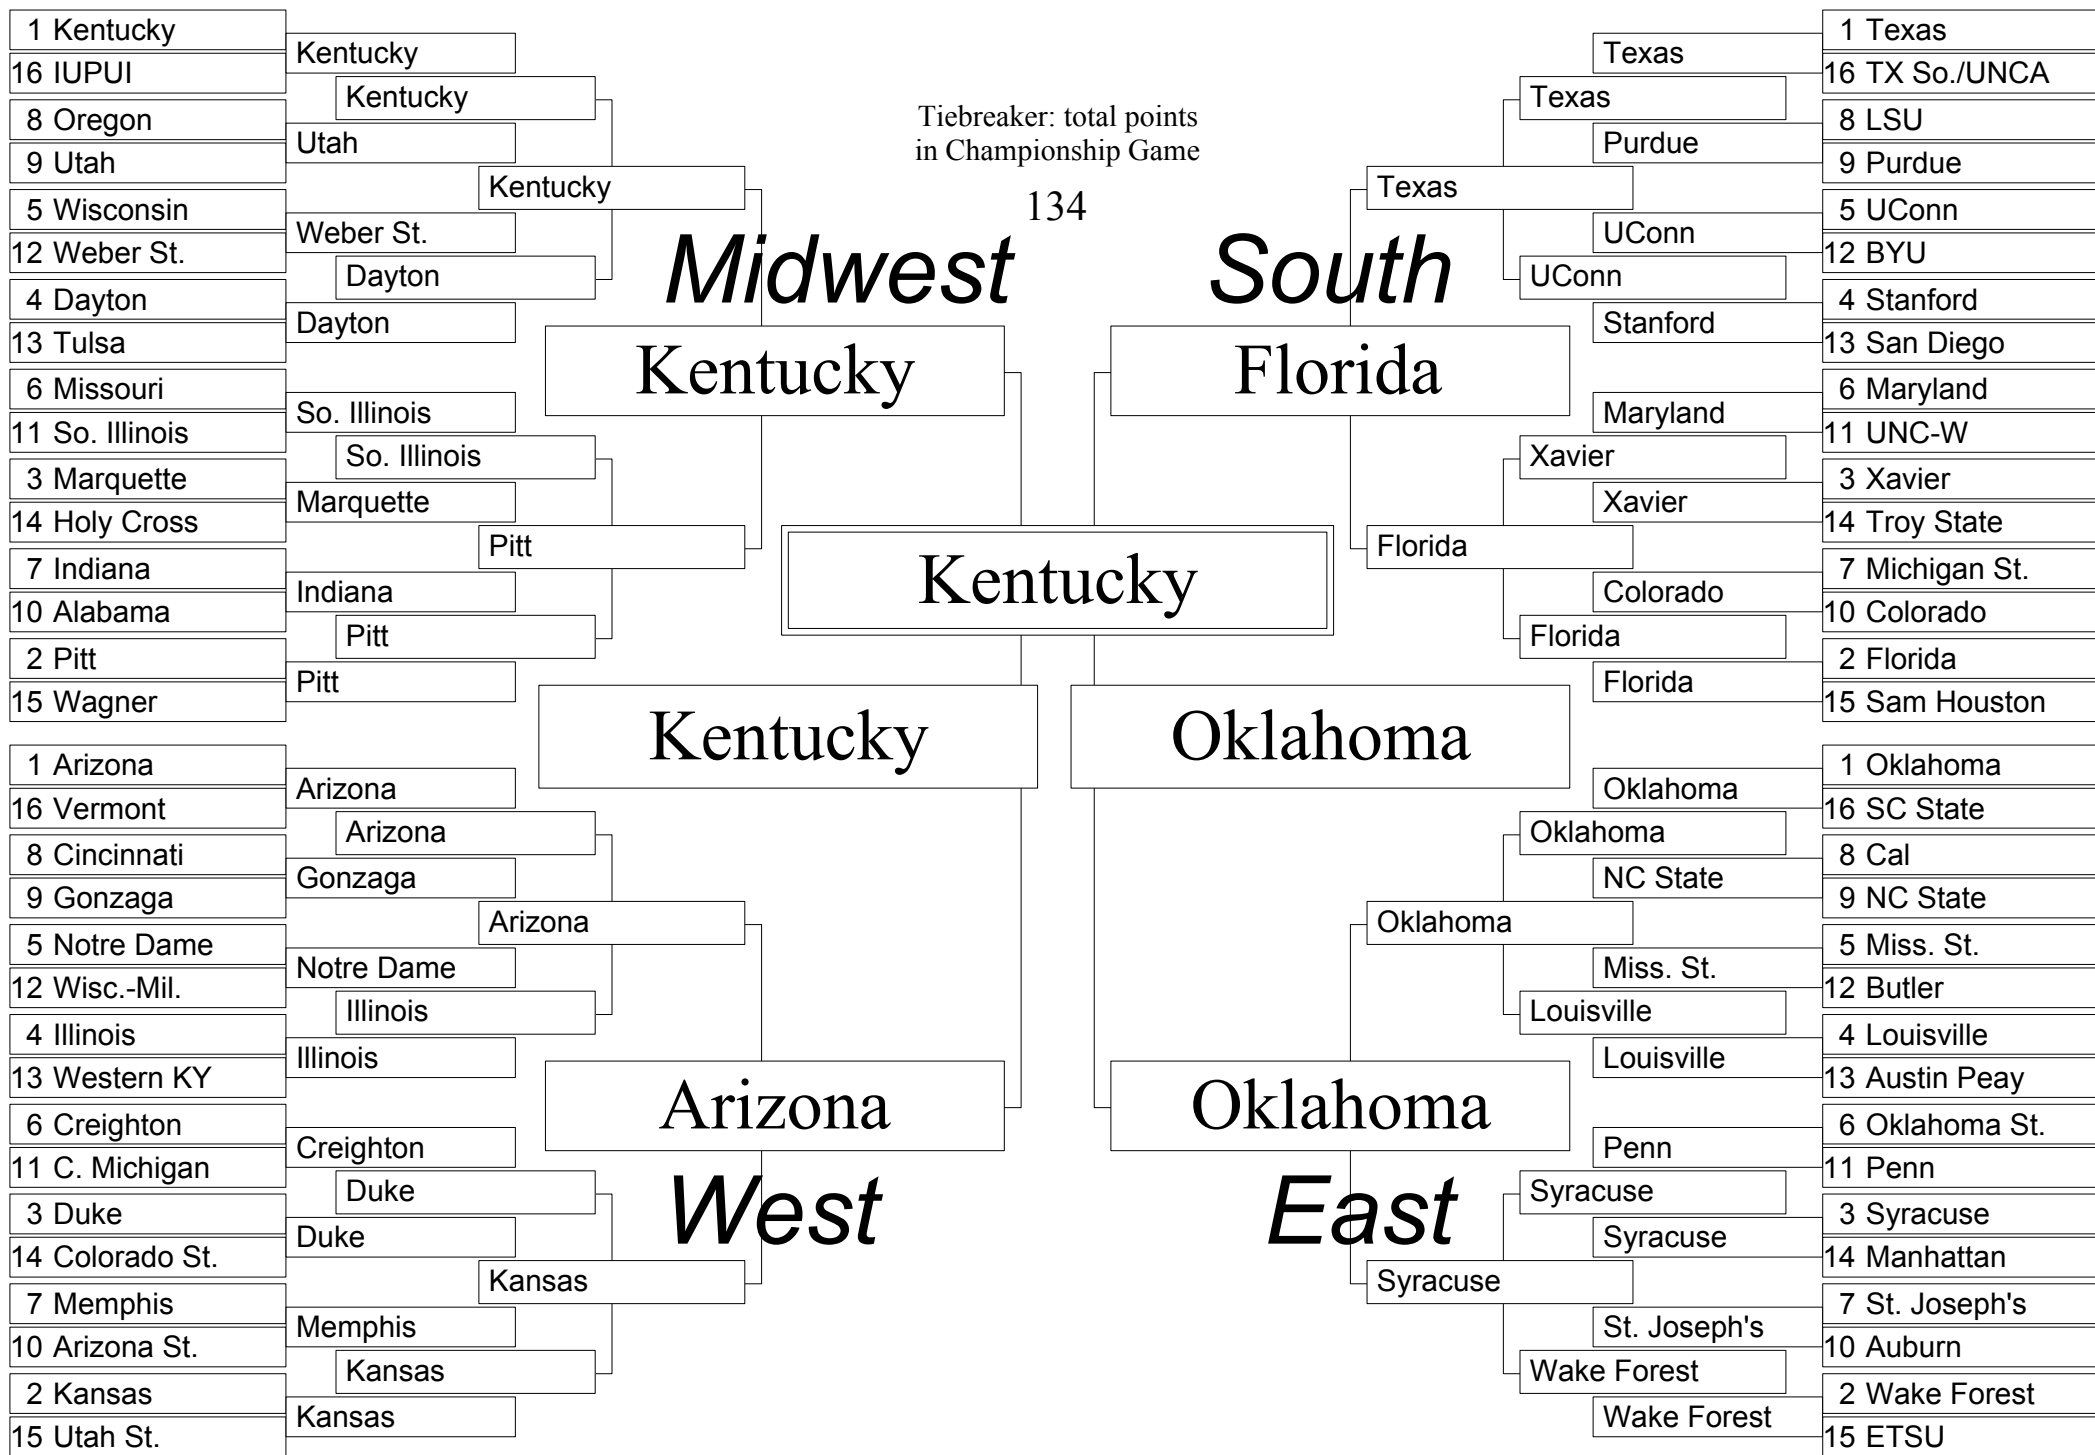 1 Kentucky
16 IUPUI
8 Oregon
9 Utah
5 Wisconsin
12 Weber St.
4 Dayton
13 Tulsa
6 Missouri
11 So. Illinois
3 Marquette
14 Holy Cross
7 Indiana
10 Alabama
2 Pitt
15 Wagner
Kentucky
Utah
Weber St.
Dayton
So. Illinois
Marquette
Indiana
Pitt
Kentucky
Dayton
So. Illinois
Pitt
Kentucky
Pitt
Midwest
Kentucky
1 Arizona
16 Vermont
8 Cincinnati
9 Gonzaga
5 Notre Dame
12 Wisc.-Mil.
4 Illinois
13 Western KY
6 Creighton
11 C. Michigan
3 Duke
14 Colorado St.
7 Memphis
10 Arizona St.
2 Kansas
15 Utah St.
Arizona
Gonzaga
Notre Dame
Illinois
Creighton
Duke
Memphis
Kansas
Arizona
Illinois
Duke
Kansas
Arizona
Kansas
Arizona
West
Tiebreaker: total points
in Championship Game
134
Kentucky
Kentucky
Oklahoma
South
Florida
Texas
Florida
Texas
UConn
Xavier
Florida
Texas
Purdue
UConn
Stanford
Maryland
Xavier
Colorado
Florida
1 Texas
16 TX So./UNCA
8 LSU
9 Purdue
5 UConn
12 BYU
4 Stanford
13 San Diego
6 Maryland
11 UNC-W
3 Xavier
14 Troy State
7 Michigan St.
10 Colorado
2 Florida
15 Sam Houston
Oklahoma
East
Oklahoma
Syracuse
Oklahoma
Louisville
Syracuse
Wake Forest
Oklahoma
NC State
Miss. St.
Louisville
Penn
Syracuse
St. Joseph's
Wake Forest
1 Oklahoma
16 SC State
8 Cal
9 NC State
5 Miss. St.
12 Butler
4 Louisville
13 Austin Peay
6 Oklahoma St.
11 Penn
3 Syracuse
14 Manhattan
7 St. Joseph's
10 Auburn
2 Wake Forest
15 ETSU